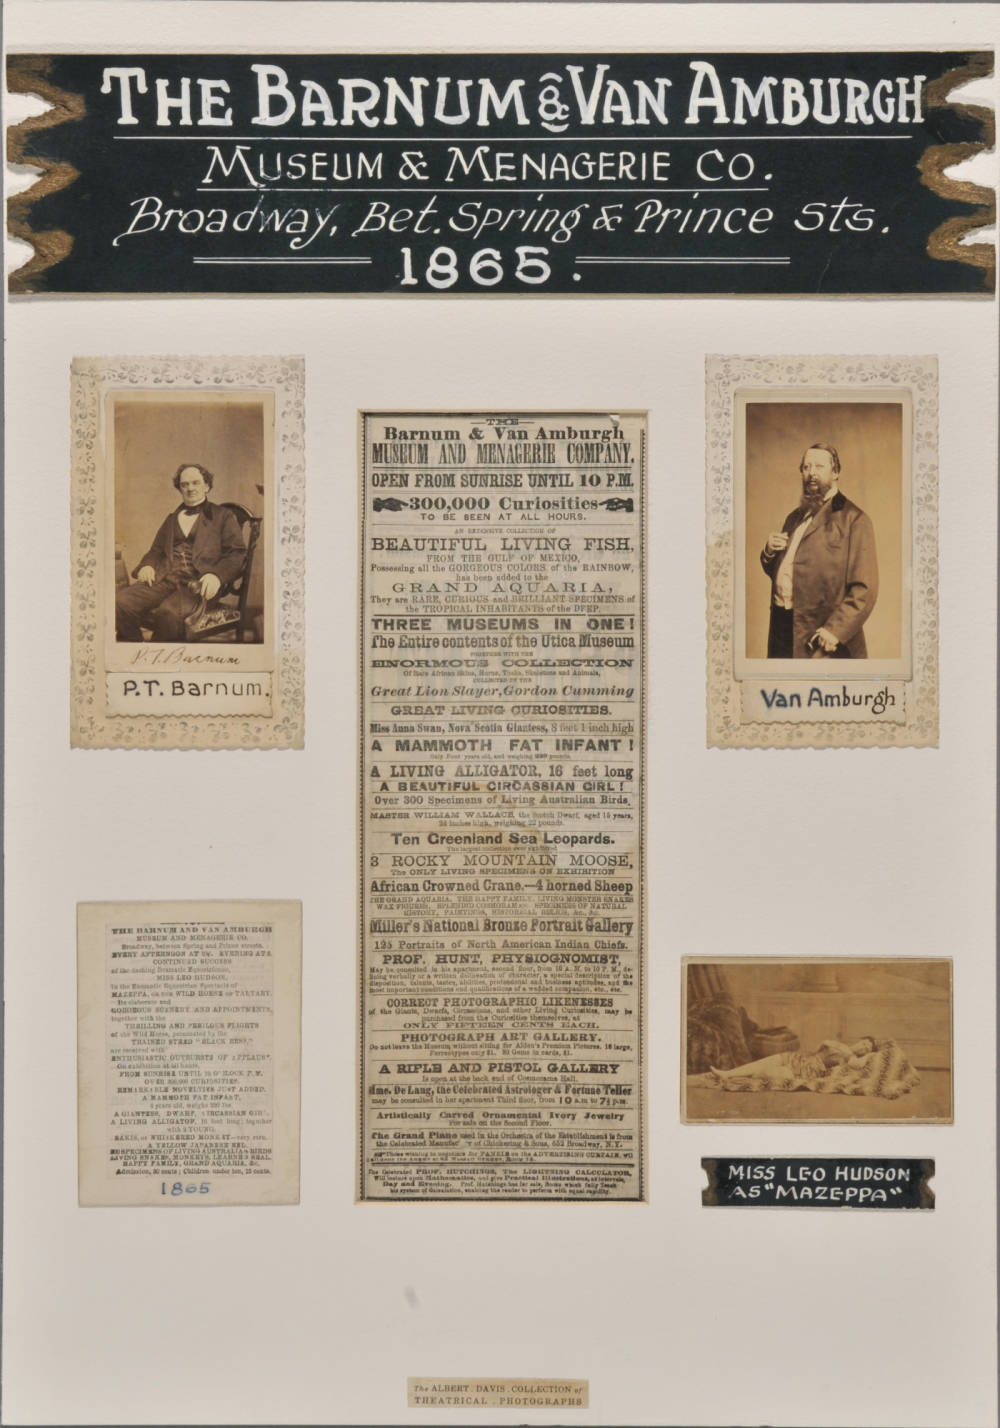 THE BARNUM & VAN AMBURGH
MUSEUM & MENAGERIE CO.
Broadway, Bet. Spring & Prince Sts.
1865.
P. T. Barnum
P.T. Barnum.
THE
Barnum & Van Amburgh
MUSEUM AND MENAGERIE COMPANY.
OPEN FROM SUNRISE UNTIL 10 P.M.
300,000 Curiosities
TO BE SEEN AT ALL HOURS.
AN EXTENSIVE COLLECTION OF
BEAUTIFUL LIVING FISH,
FROM THE GULF OF MEXICO,
Possessing all the GORGEOUS COLORS of the RAINBOW,
has been added to the
GRAND AQUARIA,
They are RARE, CURIOUS and BRILLIANT SPECIMENS of
the TROPICAL INHABITANTS of the DEEP.
THREE MUSEUMS IN ONE!
The Entire contents of the Utica Museum
TOGETHER WITH THE
ENORMOUS COLLECTION
Of Rare African Skins, Horns, Tusks, Skeletons and Animals,
COLLECTED BY THE
Great Lion Slayer, Gordon Cumming
GREAT LIVING CURIOSITIES.
Miss Anna Swan, Nova Scotia Giantess, 8 feet 1 inch high
A MAMMOTH FAT INFANT!
Only Four years old, and weighing pounds.
A LIVING ALLIGATOR, 16 feet long
A BEAUTIFUL CIRCASSIAN GIRL!
Over 300 Specimens of Living Australian Birds,
MASTER WILLIAM WALLACE, the Scotch Dwarf, aged 15 years,
inches high, weighing 22 pounds.
Ten Greenland Sea Leopards.
The largest collection ever exhibited
3 ROCKY MOUNTAIN MOOSE,
The ONLY LIVING SPECIMENS ON EXHIBITION
African Crowned Crane.—4 horned Sheep
THE GRAND AQUARIA, THE HAPPY FAMILY, LIVING MONSTER SNAKES
WAX FIGURES, SPLENDID COSMORAMAS, SPECIMENS OF NATURAL
HISTORY, PAINTINGS, HISTORICAL RELICS, &c., &c.
Miller's National Bronze Portrait Gallery
125 Portraits of North American Indian Chiefs.
PROF. HUNT, PHYSIOGNOMIST,
May be consulted in his apartment, second floor, from 10 A. M. to 10 P. M., de-
lining verbally or a written delineation of character, a special description of the
disposition, talents, tastes, abilities, professional and business aptitudes, and the
most important conditions and qualifications of a wedded companion, etc., etc.
CORRECT PHOTOGRAPHIC LIKENESSES
of the Giants, Dwarfs, Circassians, and other Living Curiosities, may be
purchased from the Curiosities themselves, at
ONLY FIFTEEN CENTS EACH.
PHOTOGRAPH ART GALLERY.
Do not leave the Museum without sitting for Alden's Premium Pictures. 16 large,
Ferreotypes only $1. 20 Gems in cards, $1.
A RIFLE AND PISTOL GALLERY
Is open at the back end of Cosmorama Hall.
Mme. De Lang, the Celebrated Astrologer & Fortune Teller
may be consulted in her apartment Third floor, from 10 a.m to 7½ p.m.
Artistically Carved Ornamental Ivory Jewelry
For sale on the Second Floor.
The Grand Piano used in the Orchestra of the Establishment is from
the Celebrated Manufac'y of Chickering & Sons, 652 Broadway, N.Y.
Those wishing to negotiate for PANELS on the ADVERTISING CURTAIN, will
The Celebrated PROF. HUTCHINGS, The LIGHTNING CALCULATOR,
Will lecture upon Mathematics, and give Practical Illustrations, at intervals,
Day and Evening. Prof. Hutchings has for sale, Books which fully Teach
his system of Calculation, enabling the reader to perform with equal rapidity.
Van Amburgh
THE BARNUM AND VAN AMBURGH
MUSEUM AND MENAGERIE CO.
Broadway, between Spring and Prince streets.
EVERY AFTERNOON AT 2½. EVENING AT 8.
CONTINUED SUCCESS
of the dashing Dramatic Equestrienne,
MISS LEO HUDSON,
In the Romantic Equestrian Spectacle of
MAZEPPA, OR THE WILD HORSE OF TARTARY.
Its elaborate and
GORGEOUS SCENERY AND APPOINTMENTS,
together with the
THRILLING AND PERILOUS FLIGHTS
of the Wild Horse, personated by the
TRAINED STEED "BLACK BESS,"
are received with
ENTHUSIASTIC OUTBURSTS OF APPLAUSE.
On exhibition at all hours,
FROM SUNRISE UNTIL 10 O'CLOCK P. M.
OVER 300,000 CURIOSITIES.
REMARKABLE NOVELTIES JUST ADDED.
A MAMMOTH FAT INFANT,
A GIANTESS, DWARF, CIRCASSIAN GIRL.
A LIVING ALLIGATOR, 16 feet long; together
with 2 YOUNG.
SAKIE, or WHISKERED MONKEY—very rare.
A YELLOW JAPANESE EEL.
SPECIMENS OF LIVING AUSTRALIAN BIRDS
LIVING SNAKES, MONKEYS, LEARNED SEAL,
HAPPY FAMILY, GRAND AQUARIA, &c.
Admission, 30 cents; Children under ten, 15 cents.
1865
MISS LEO HUDSON
AS "MAZEPPA"
The ALBERT . DAVIS . COLLECTION of
THEATRICAL . PHOTOGRAPHS